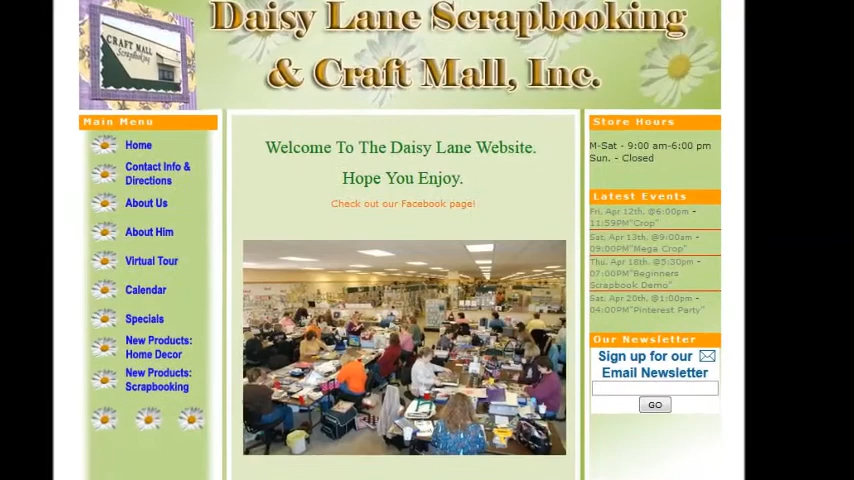 CRAFT MALL
Scrapbooking
Daisy Lane Scrapbooking
& Craft Mall, Inc.
Main Menu
Home
Contact Info &
Directions
About Us
About Him
Virtual Tour
Calendar
Specials
New Products:
Home Decor
New Products:
Scrapbooking
Welcome To The Daisy Lane Website.
Hope You Enjoy.
Check out our Facebook page!
Store Hours
M-Sat - 9:00 am-6:00 pm
Sun. - Closed
Latest Events
Fri, Apr 12th, @6:00pm -
11:59PM"Crop"
Sat, Apr 13th, @9:00am -
09:00PM"Mega Crop"
Thu, Apr 18th, @5:30pm -
07:00PM"Beginners
Scrapbook Demo"
Sat, Apr 20th, @1:00pm -
04:00PM"Pinterest Party"
Our Newsletter
Sign up for our
Email Newsletter
GO